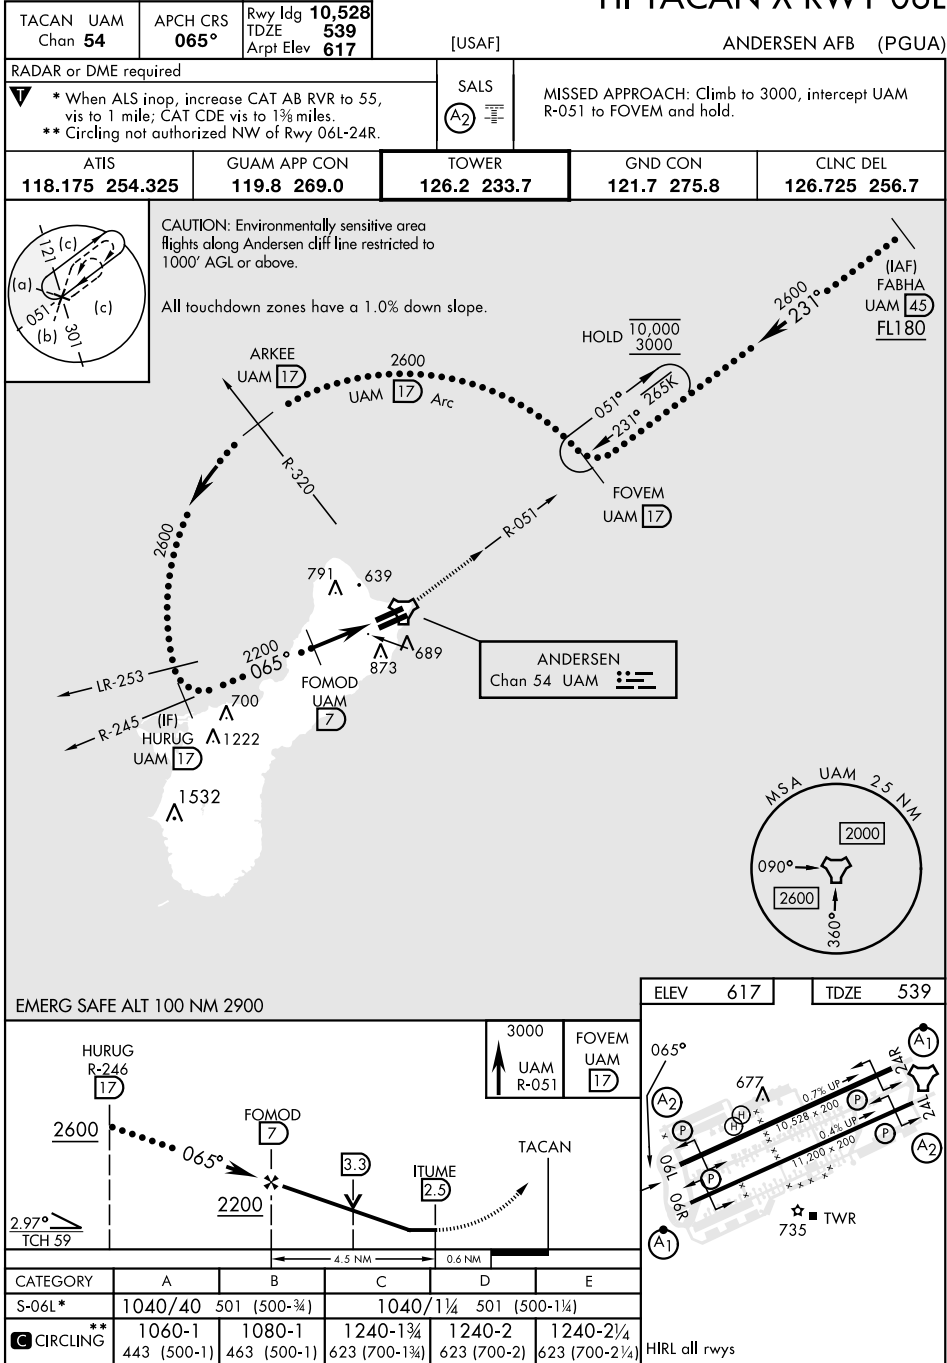 HI-TACAN X RWY 06L
TACAN UAM
Chan 54
APCH CRS
065°
Rwy ldg 10,528
TDZE 539
Arpt Elev 617
[USAF]
ANDERSEN AFB (PGUA)
RADAR or DME required
T
* When ALS inop, increase CAT AB RVR to 55,
vis to 1 mile; CAT CDE vis to 1⅜ miles.
** Circling not authorized NW of Rwy 06L-24R.
SALS
A2
MISSED APPROACH: Climb to 3000, intercept UAM
R-051 to FOVEM and hold.
ATIS
118.175 254.325
GUAM APP CON
119.8 269.0
TOWER
126.2 233.7
GND CON
121.7 275.8
CLNC DEL
126.725 256.7
121
(c)
(a)
051
(b)
(c)
301
CAUTION: Environmentally sensitive area
flights along Andersen cliff line restricted to
1000' AGL or above.
All touchdown zones have a 1.0% down slope.
(IAF)
FABHA
UAM 45
FL180
2600
231°
HOLD 10,000
3000
051°
231° 265K
ARKEE
UAM 17
2600
UAM 17 Arc
R-320
FOVEM
UAM 17
R-051
2600
791
639
2200
065°
873
689
ANDERSEN
Chan 54 UAM
LR-253
R-245
(IF)
HURUG
UAM 17
FOMOD
UAM
7
700
1222
1532
MSA UAM 25 NM
2000
090°
2600
360°
EMERG SAFE ALT 100 NM 2900
ELEV 617
TDZE 539
HURUG
R-246
17
2600
065°
FOMOD
7
2200
3.3
ITUME
2.5
TACAN
3000
UAM
R-051
FOVEM
UAM
17
2.97°
TCH 59
4.5 NM
0.6 NM
065°
A1
A2
677
24R
24L
0.7% UP
10,528 x 200
0.4% UP
11,200 x 200
P
P
P
P
H
H
06L
06R
A2
A1
735
TWR
HIRL all rwys
CATEGORY A B C D E
S-06L* 1040/40 501 (500-¾) 1040/1¼ 501 (500-1¼)
C CIRCLING ** 1060-1 1080-1 1240-1¾ 1240-2 1240-2¼
443 (500-1) 463 (500-1) 623 (700-1¾) 623 (700-2) 623 (700-2¼)